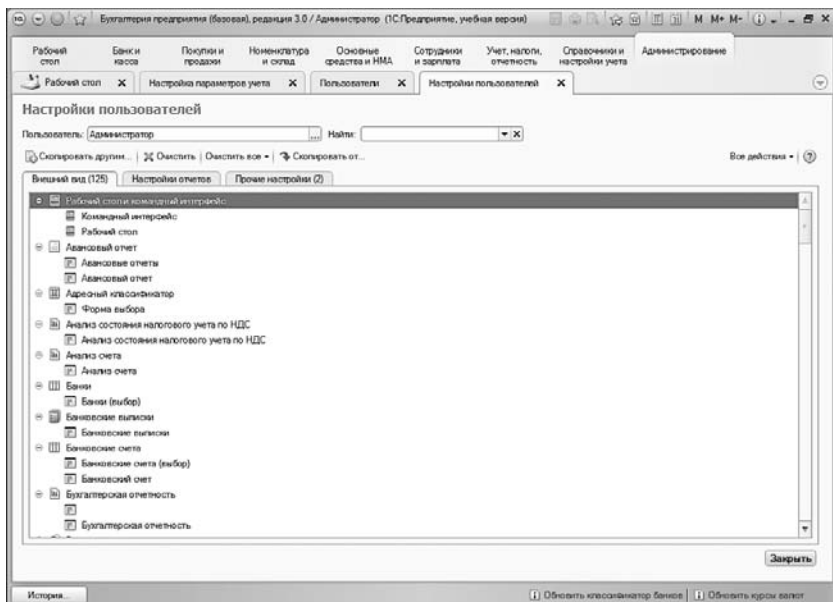 Бухгалтерия предприятия (базовая), редакция 3.0 / Администратор (1С:Предприятие, учебная версия)
M M+ M-
Рабочий стол
Банк и касса
Покупки и продажи
Номенклатура и склад
Основные средства и НМА
Сотрудники и зарплата
Учет, налоги, отчетность
Справочники и настройки учета
Администрирование
Рабочий стол
Настройка параметров учета
Пользователи
Настройки пользователей
Настройки пользователей
Пользователь: Администратор ... Найти:
Скопировать другим... Очистить Очистить все Скопировать от... Все действия
Внешний вид (125) Настройки отчетов Прочие настройки (2)
Рабочий стол и командный интерфейс
Командный интерфейс
Рабочий стол
Авансовый отчет
Авансовые отчеты
Авансовый отчет
Адресный классификатор
Форма выбора
Анализ состояния налогового учета по НДС
Анализ состояния налогового учета по НДС
Анализ счета
Анализ счета
Банки
Банки (выбор)
Банковские выписки
Банковские выписки
Банковские счета
Банковские счета (выбор)
Банковский счет
Бухгалтерская отчетность
Бухгалтерская отчетность
Закрыть
История...
Обновить классификатор банков
Обновить курсы валют